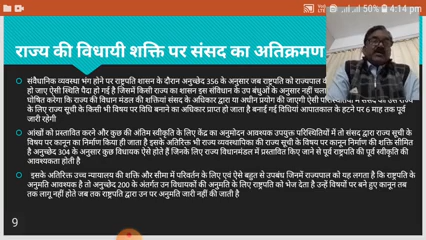 50% 4:14 pm
राज्य की विधायी शक्ति पर संसद का अतिक्रमण
संवैधानिक व्यवस्था भंग होने पर राष्ट्रपति शासन के दौरान अनुच्छेद 356 के अनुसार जब राष्ट्रपति को राज्यपाल
हो जाए ऐसी स्थिति पैदा हो गई है जिसमें किसी राज्य का शासन इस संविधान के उप बंधुओं के अनुसार नहीं चला
घोषित करेगा कि राज्य की विधान मंडल की शक्तियां संसद के अधिकार द्वारा या अधीन प्रयोग की जाएगी ऐसी परिस्थितियों में संसद को उस राज्य
के लिए राज्य सूची के किसी भी विषय पर विधि बनाने का अधिकार प्राप्त हो जाता है बनाई गई विधियां आपातकाल के हटने पर 6 माह तक पूर्व
जारी रहेगी
आंखों को प्रस्तावित करने और कुछ की अंतिम स्वीकृति के लिए केंद्र का अनुमोदन आवश्यक उपयुक्त परिस्थितियों में तो संसद द्वारा राज्य सूची के
विषय पर कानून का निर्माण किया ही जाता है इसके अतिरिक्त भी राज्य व्यवस्थापिका की राज्य सूची के विषय पर कानून निर्माण की शक्ति सीमित
है अनुच्छेद 304 के अनुसार कुछ विधायक ऐसे होते हैं जिनके लिए राज्य विधानमंडल में प्रस्तावित किए जाने से पूर्व राष्ट्रपति की पूर्व स्वीकृति की
आवश्यकता होती है
इसके अतिरिक्त उच्च न्यायालय की शक्ति और सीमा में परिवर्तन के लिए एवं ऐसे बहुत से उपबंध जिनमें राज्यपाल को यह लगता है कि राष्ट्रपति के
अनुमति आवश्यक है तो अनुच्छेद 200 के अंतर्गत उन विधायकों की अनुमति के लिए राष्ट्रपति को भेज देता है उन्हें विषयों पर बने हुए कानून तब
तक लागू नहीं होते जब तक राष्ट्रपति द्वारा उन पर अनुमति जारी नहीं की जाती है
9